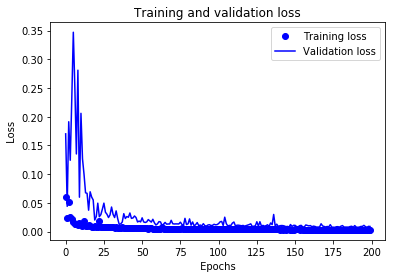 Training and validation loss
Training loss
Validation loss
Loss
0.35
0.30
0.25
0.20
0.15
0.10
0.05
0.00
0 25 50 75 100 125 150 175 200
Epochs